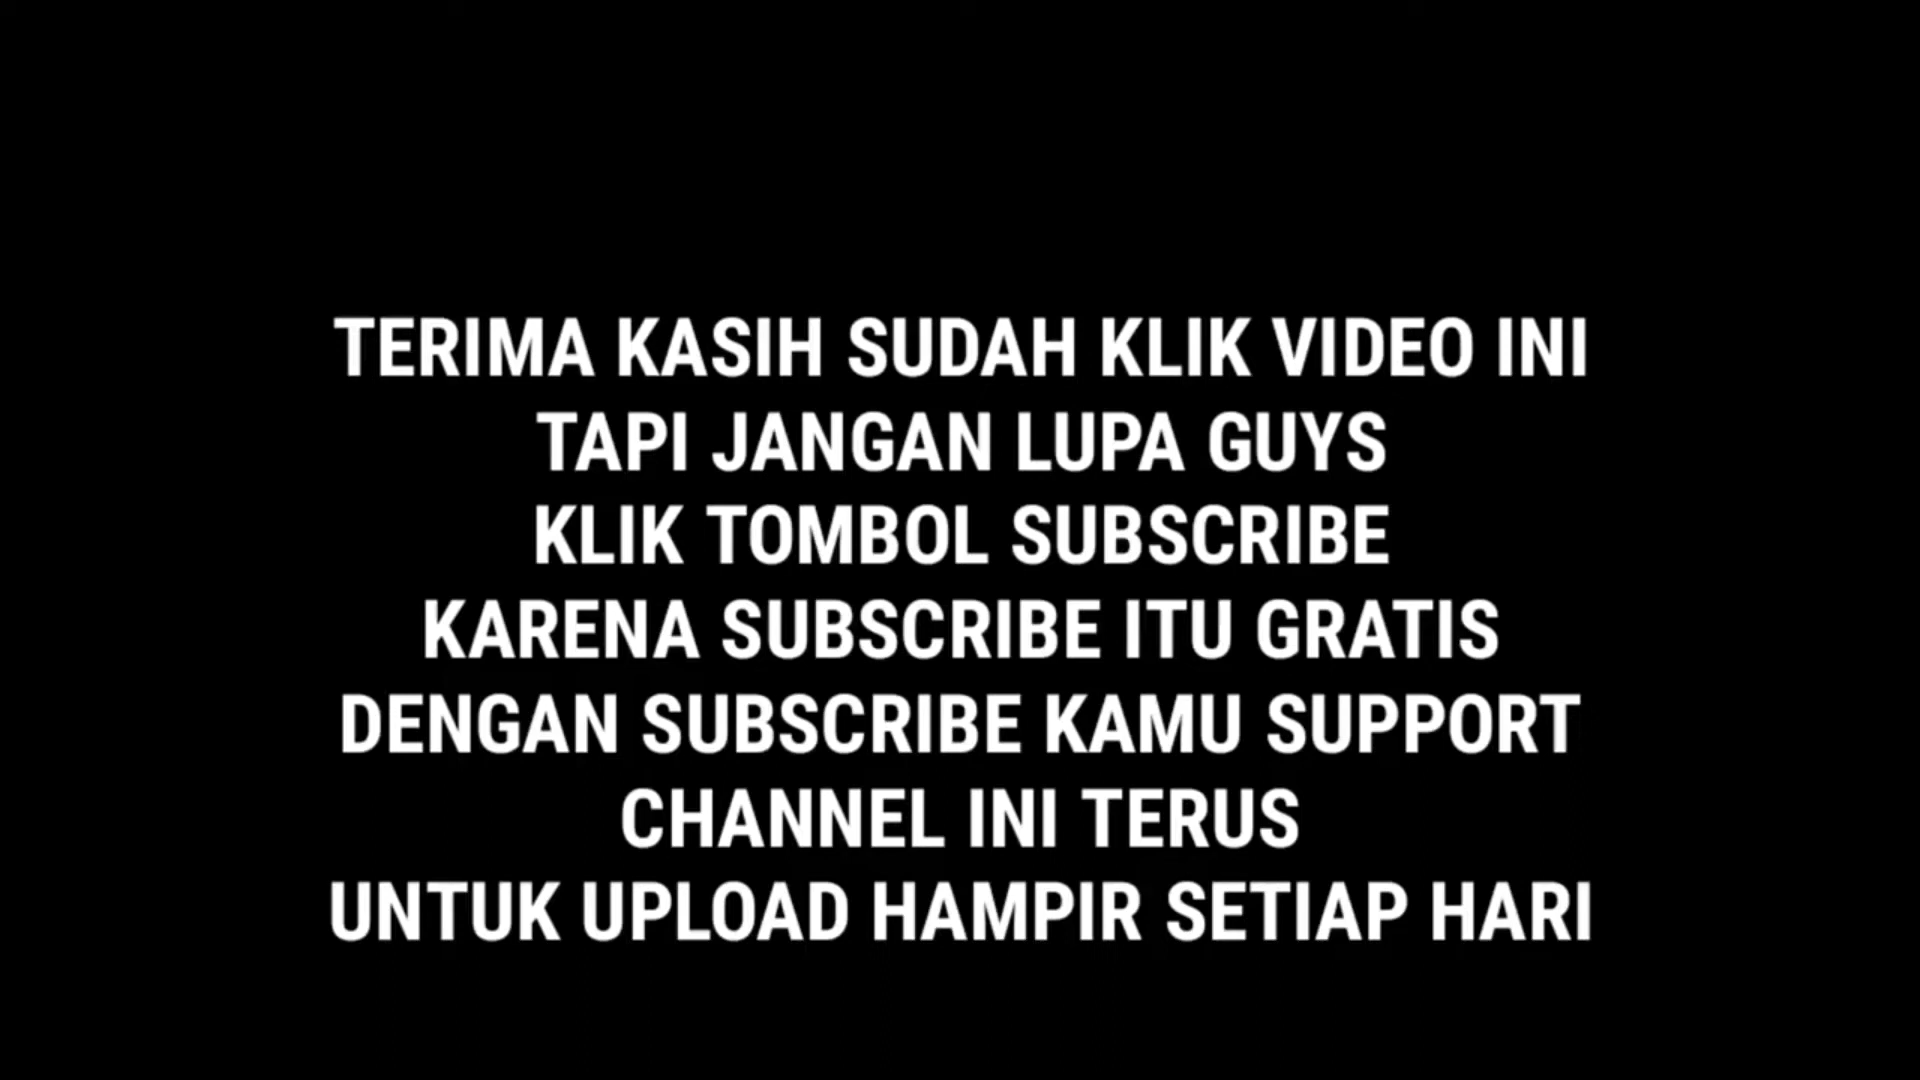 TERIMA KASIH SUDAH KLIK VIDEO INI
TAPI JANGAN LUPA GUYS
KLIK TOMBOL SUBSCRIBE
KARENA SUBSCRIBE ITU GRATIS
DENGAN SUBSCRIBE KAMU SUPPORT
CHANNEL INI TERUS
UNTUK UPLOAD HAMPIR SETIAP HARI